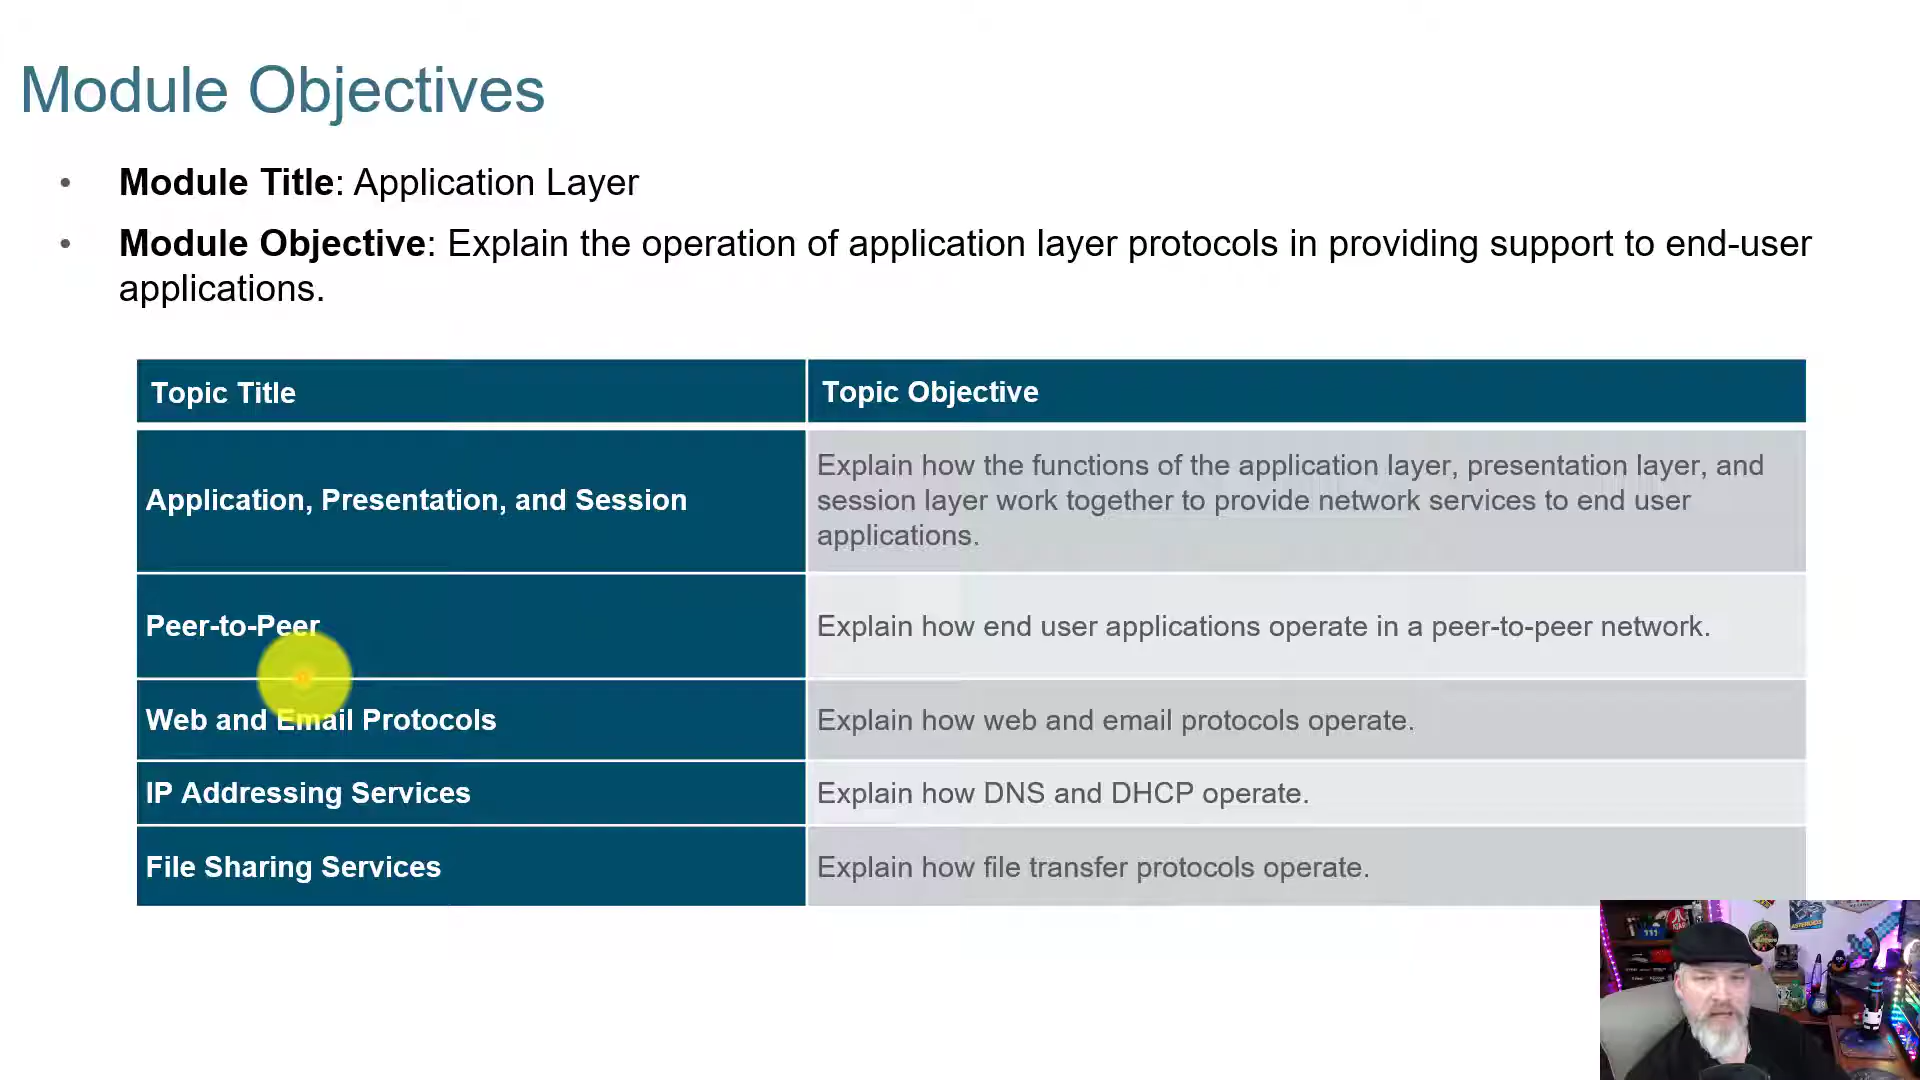 Module Objectives
• Module Title: Application Layer
• Module Objective: Explain the operation of application layer protocols in providing support to end-user
applications.
Topic Title
Topic Objective
Application, Presentation, and Session
Explain how the functions of the application layer, presentation layer, and
session layer work together to provide network services to end user
applications.
Peer-to-Peer
Explain how end user applications operate in a peer-to-peer network.
Web and Email Protocols
Explain how web and email protocols operate.
IP Addressing Services
Explain how DNS and DHCP operate.
File Sharing Services
Explain how file transfer protocols operate.